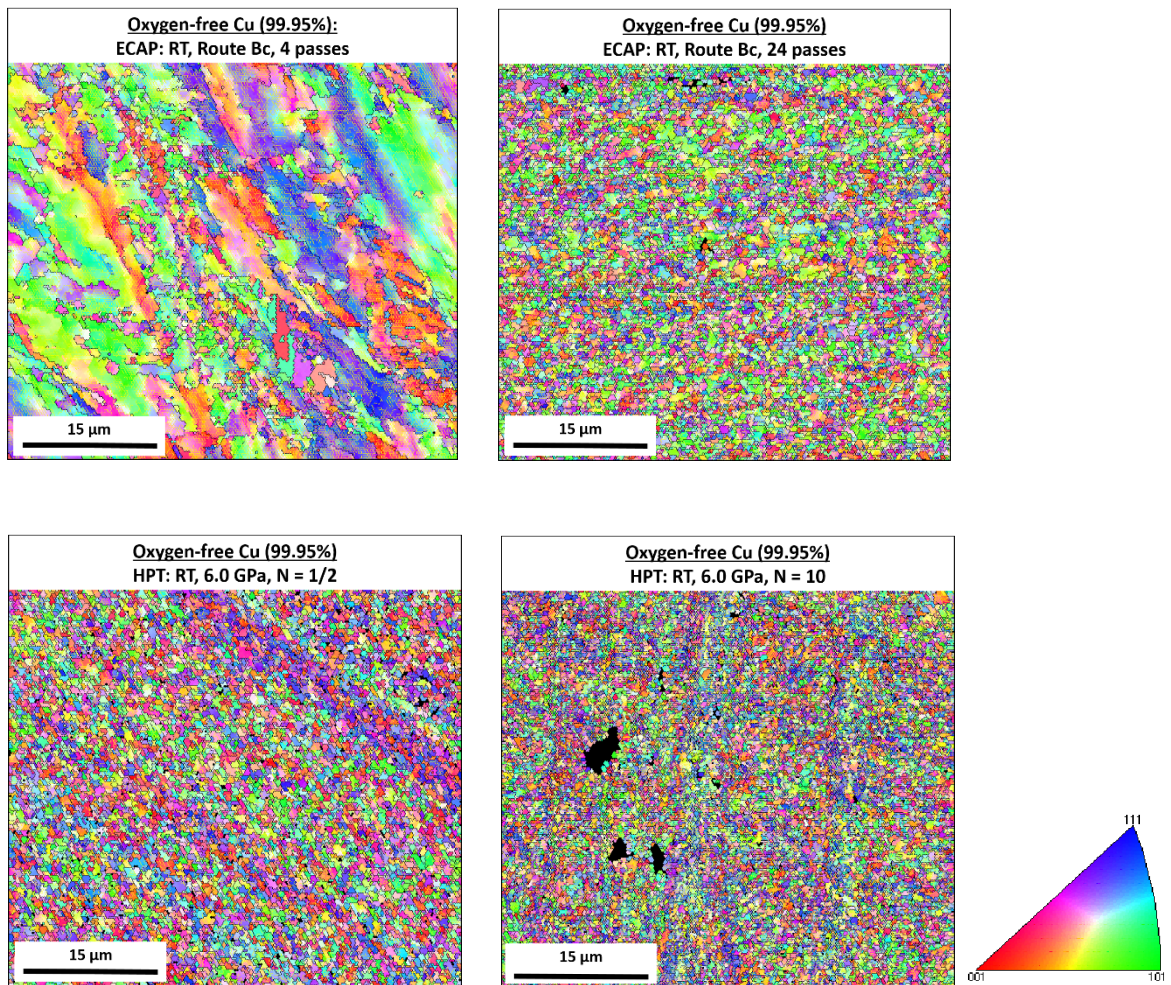 Oxygen-free Cu (99.95%):
ECAP: RT, Route Bc, 4 passes
15 μm
Oxygen-free Cu (99.95%)
ECAP: RT, Route Bc, 24 passes
15 μm
Oxygen-free Cu (99.95%)
HPT: RT, 6.0 GPa, N = 1/2
15 μm
Oxygen-free Cu (99.95%)
HPT: RT, 6.0 GPa, N = 10
15 μm
111
001
101